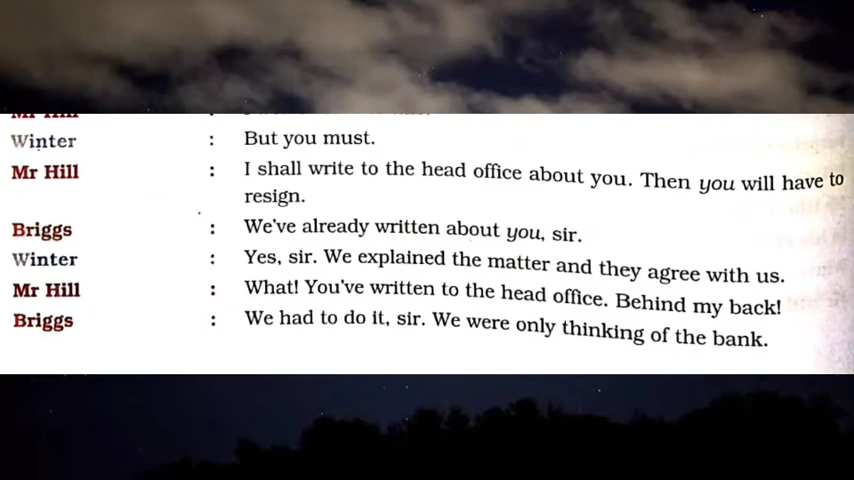 Winter : But you must.
Mr Hill : I shall write to the head office about you. Then you will have to
resign.
Briggs : We've already written about you, sir.
Winter : Yes, sir. We explained the matter and they agree with us.
Mr Hill : What! You've written to the head office. Behind my back!
Briggs : We had to do it, sir. We were only thinking of the bank.